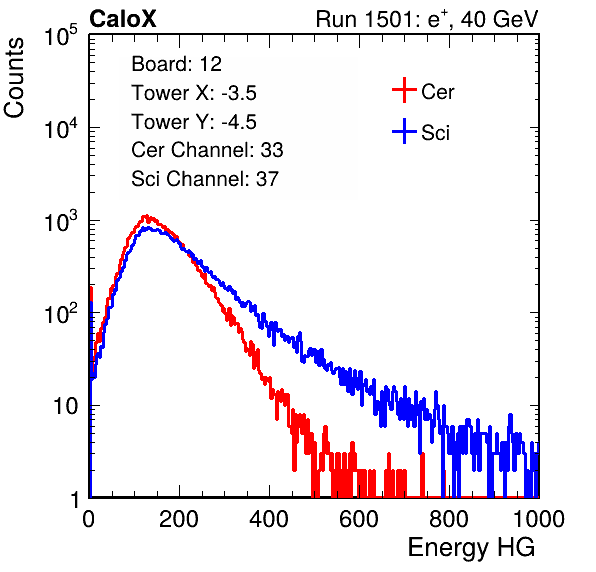 CaloX Run 1501: e⁺, 40 GeV
Counts
10⁵
10⁴
10³
10²
10
1
Board: 12
Tower X: -3.5
Tower Y: -4.5
Cer Channel: 33
Sci Channel: 37
Cer
Sci
0 200 400 600 800 1000
Energy HG